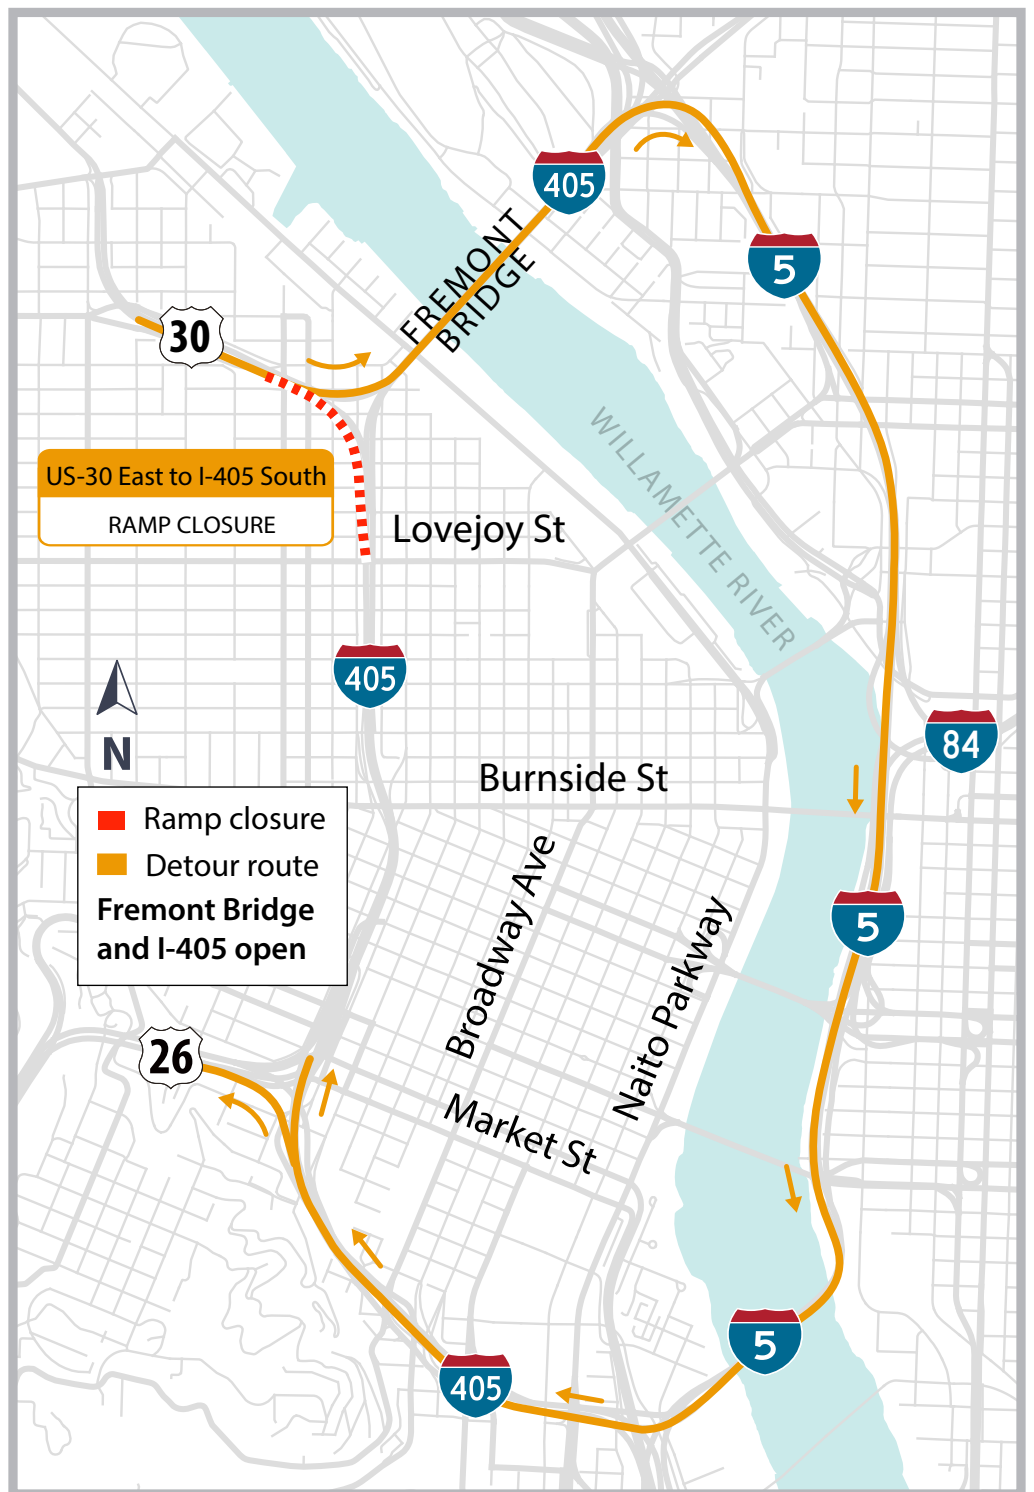 405
5
FREMONT
BRIDGE
30
WILLAMETTE RIVER
US-30 East to I-405 South
RAMP CLOSURE
Lovejoy St
405
N
84
Burnside St
Ramp closure
Detour route
Fremont Bridge
and I-405 open
Broadway Ave
Naito Parkway
5
26
Market St
5
405